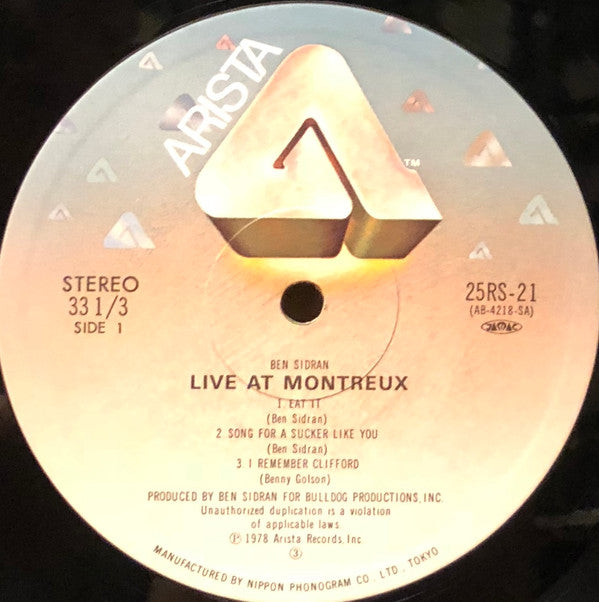 ARISTA
TM
STEREO
33 1/3
SIDE 1
25RS-21
(AB-4218-SA)
BEN SIDRAN
LIVE AT MONTREUX
1. EAT IT
(Ben Sidran)
2. SONG FOR A SUCKER LIKE YOU
(Ben Sidran)
3. I REMEMBER CLIFFORD
(Benny Golson)
PRODUCED BY BEN SIDRAN FOR BULLDOG PRODUCTIONS, INC.
Unauthorized duplication is a violation
of applicable laws.
Ⓟ 1978 Arista Records, Inc.
③
MANUFACTURED BY NIPPON PHONOGRAM CO., LTD., TOKYO